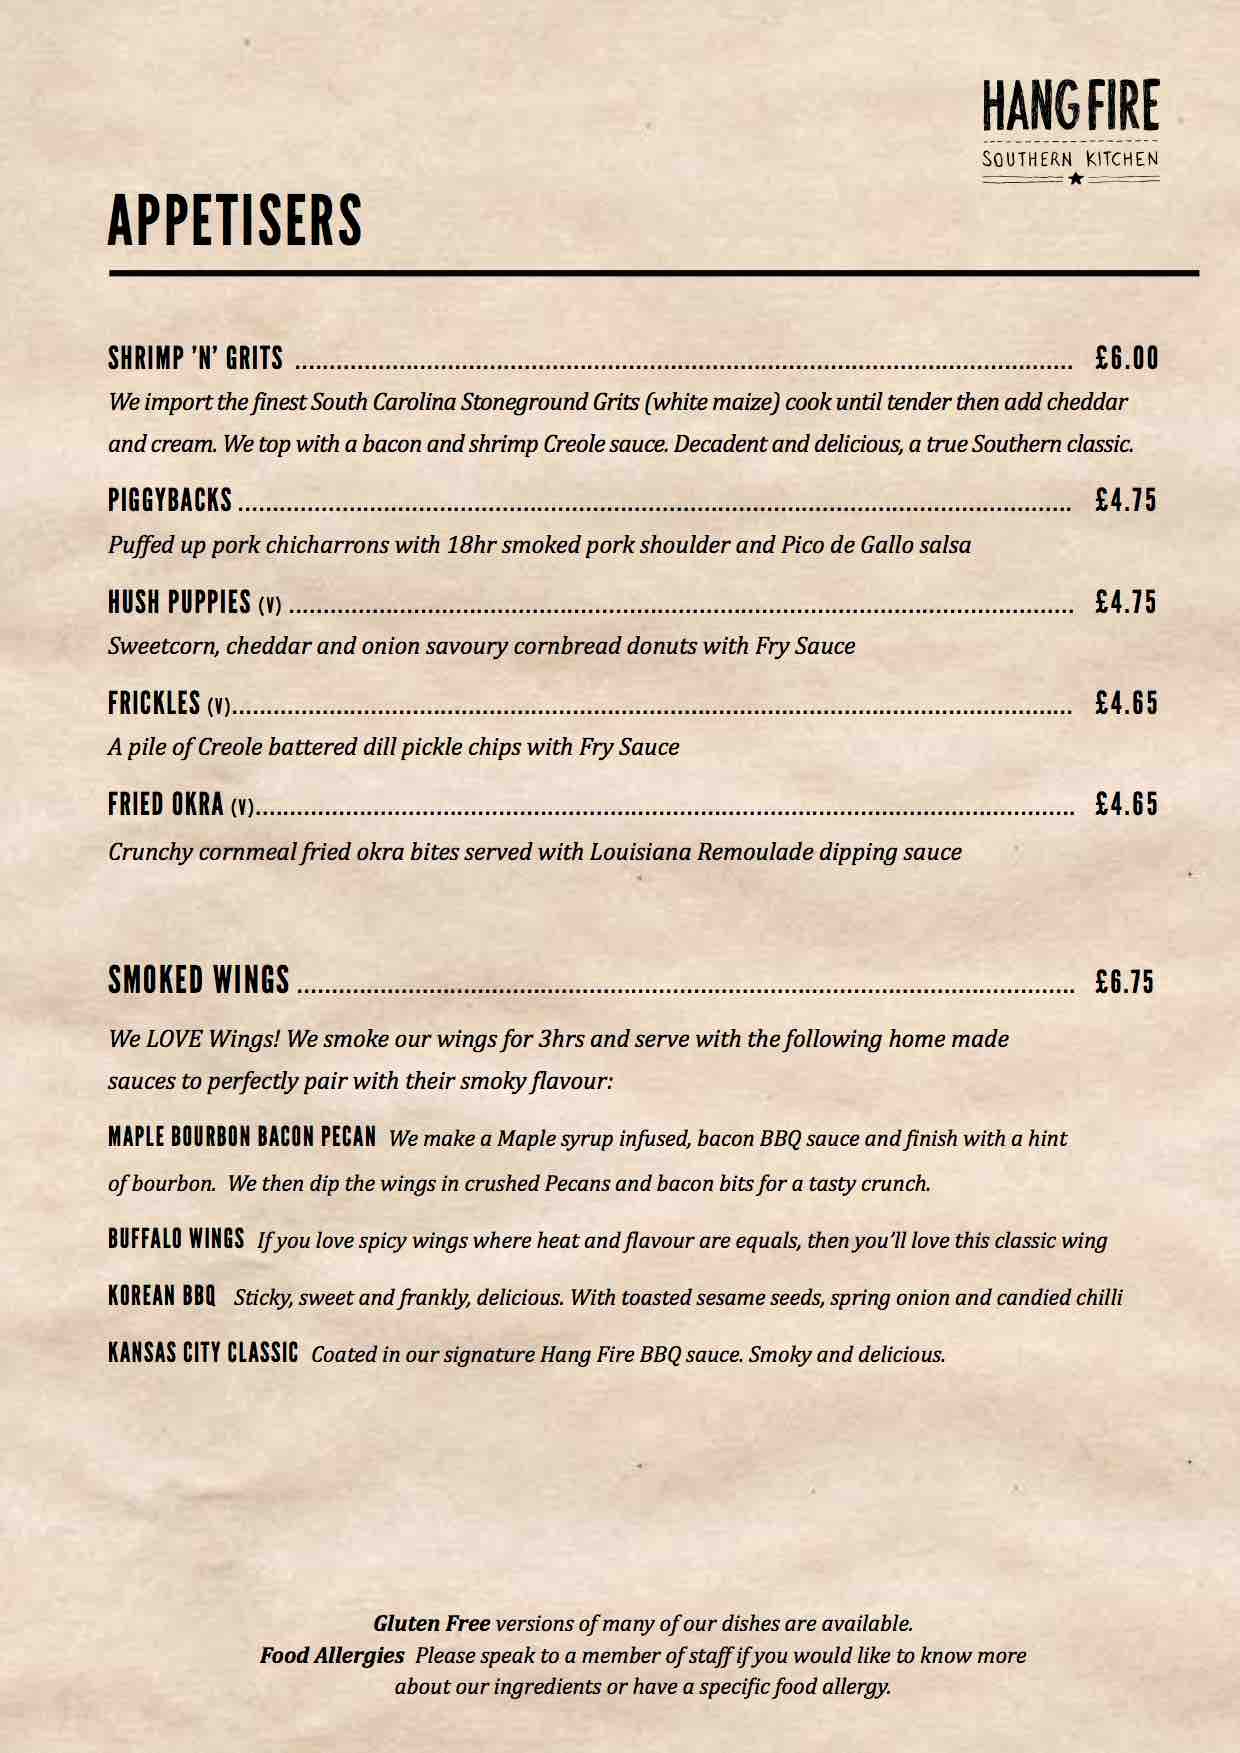 HANG FIRE
SOUTHERN KITCHEN
APPETISERS
SHRIMP ’N’ GRITS ........................................ £6.00
We import the finest South Carolina Stoneground Grits (white maize) cook until tender then add cheddar
and cream. We top with a bacon and shrimp Creole sauce. Decadent and delicious, a true Southern classic.
PIGGYBACKS ........................................ £4.75
Puffed up pork chicharrons with 18hr smoked pork shoulder and Pico de Gallo salsa
HUSH PUPPIES (V) ........................................ £4.75
Sweetcorn, cheddar and onion savoury cornbread donuts with Fry Sauce
FRICKLES (V)........................................ £4.65
A pile of Creole battered dill pickle chips with Fry Sauce
FRIED OKRA (V)........................................ £4.65
Crunchy cornmeal fried okra bites served with Louisiana Remoulade dipping sauce
SMOKED WINGS ........................................ £6.75
We LOVE Wings! We smoke our wings for 3hrs and serve with the following home made
sauces to perfectly pair with their smoky flavour:
MAPLE BOURBON BACON PECAN We make a Maple syrup infused, bacon BBQ sauce and finish with a hint
of bourbon. We then dip the wings in crushed Pecans and bacon bits for a tasty crunch.
BUFFALO WINGS If you love spicy wings where heat and flavour are equals, then you’ll love this classic wing
KOREAN BBQ Sticky, sweet and frankly, delicious. With toasted sesame seeds, spring onion and candied chilli
KANSAS CITY CLASSIC Coated in our signature Hang Fire BBQ sauce. Smoky and delicious.
Gluten Free versions of many of our dishes are available.
Food Allergies Please speak to a member of staff if you would like to know more
about our ingredients or have a specific food allergy.